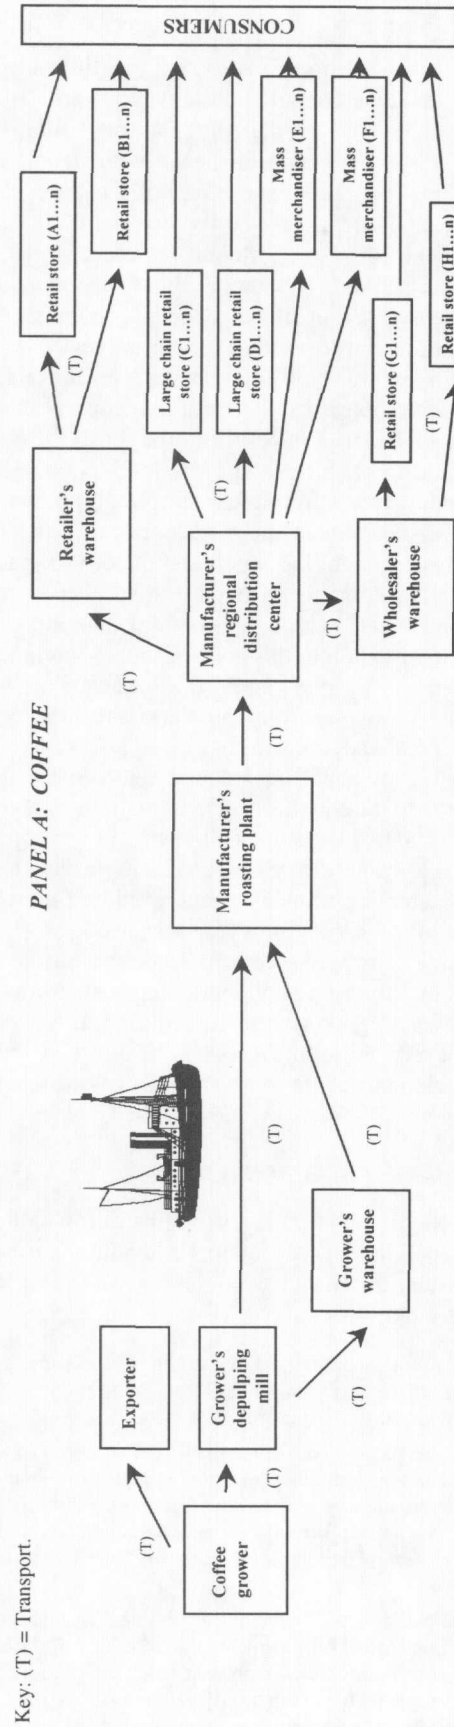 Key: (T) = Transport.
PANEL A: COFFEE
Coffee
grower
(T)
(T)
Exporter
Grower's
depulping
mill
(T)
Grower's
warehouse
(T)
(T)
Manufacturer's
roasting plant
(T)
Manufacturer's
regional
distribution
center
(T)
(T)
(T)
Retailer's
warehouse
Wholesaler's
warehouse
(T)
(T)
Retail store (A1...n)
Retail store (B1...n)
Large chain retail
store (C1...n)
Large chain retail
store (D1...n)
Mass
merchandiser (E1...n)
Mass
merchandiser (F1...n)
Retail store (G1...n)
Retail store (H1...n)
CONSUMERS